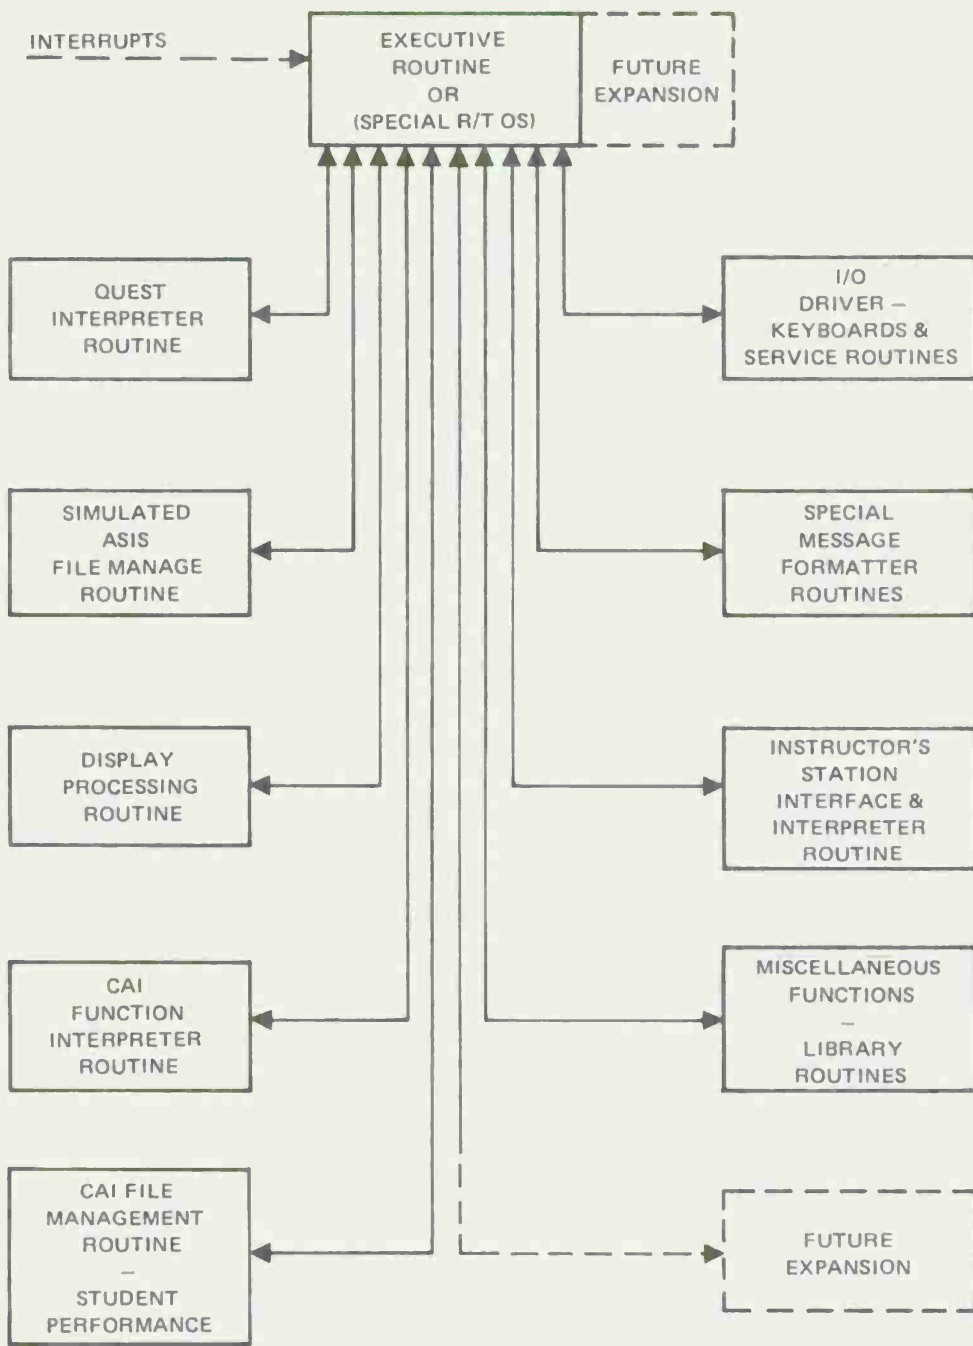 INTERRUPTS
EXECUTIVE
ROUTINE
OR
(SPECIAL R/T OS)
FUTURE
EXPANSION
QUEST
INTERPRETER
ROUTINE
I/O
DRIVER –
KEYBOARDS &
SERVICE ROUTINES
SIMULATED
ASIS
FILE MANAGE
ROUTINE
SPECIAL
MESSAGE
FORMATTER
ROUTINES
DISPLAY
PROCESSING
ROUTINE
INSTRUCTOR'S
STATION
INTERFACE &
INTERPRETER
ROUTINE
CAI
FUNCTION
INTERPRETER
ROUTINE
MISCELLANEOUS
FUNCTIONS
–
LIBRARY
ROUTINES
CAI FILE
MANAGEMENT
ROUTINE
–
STUDENT
PERFORMANCE
FUTURE
EXPANSION